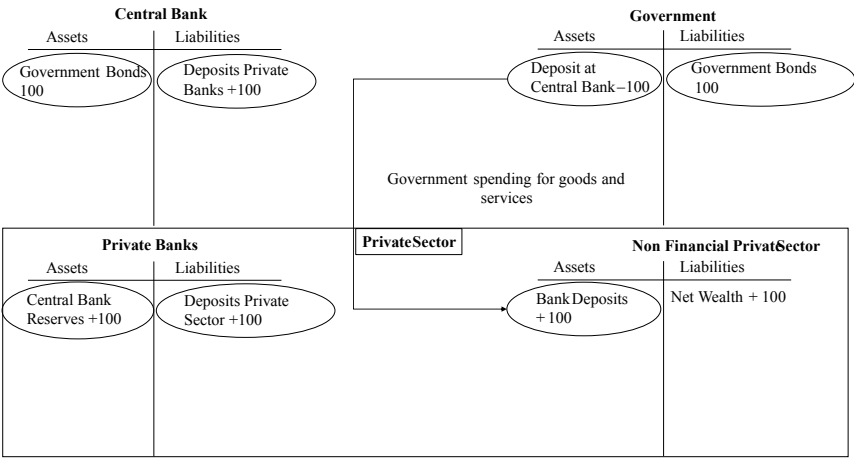 Central Bank
Assets
Liabilities
Government Bonds
100
Deposits Private
Banks +100
Government
Assets
Liabilities
Deposit at
Central Bank−100
Government Bonds
100
Government spending for goods and
services
PrivateSector
Private Banks
Assets
Liabilities
Central Bank
Reserves +100
Deposits Private
Sector +100
Non Financial PrivateSector
Assets
Liabilities
Bank Deposits
+ 100
Net Wealth + 100